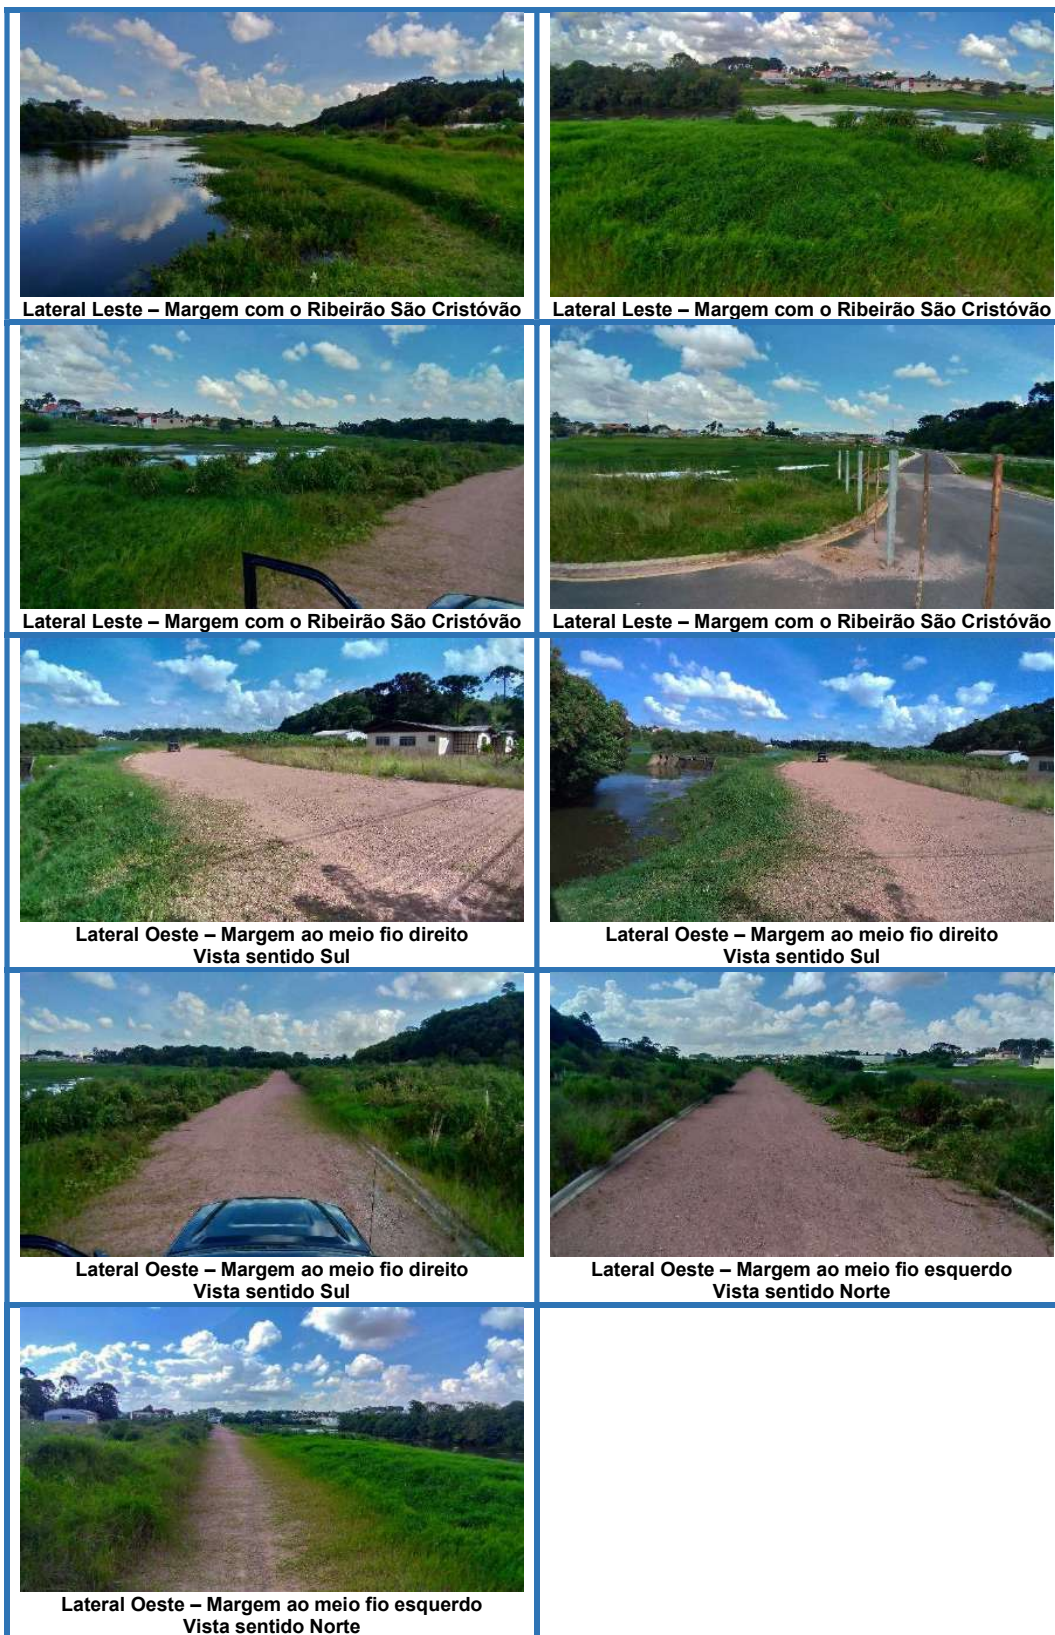 Lateral Leste – Margem com o Ribeirão São Cristóvão
Lateral Leste – Margem com o Ribeirão São Cristóvão
Lateral Leste – Margem com o Ribeirão São Cristóvão
Lateral Leste – Margem com o Ribeirão São Cristóvão
Lateral Oeste – Margem ao meio fio direito
Vista sentido Sul
Lateral Oeste – Margem ao meio fio direito
Vista sentido Sul
Lateral Oeste – Margem ao meio fio direito
Vista sentido Sul
Lateral Oeste – Margem ao meio fio esquerdo
Vista sentido Norte
Lateral Oeste – Margem ao meio fio esquerdo
Vista sentido Norte